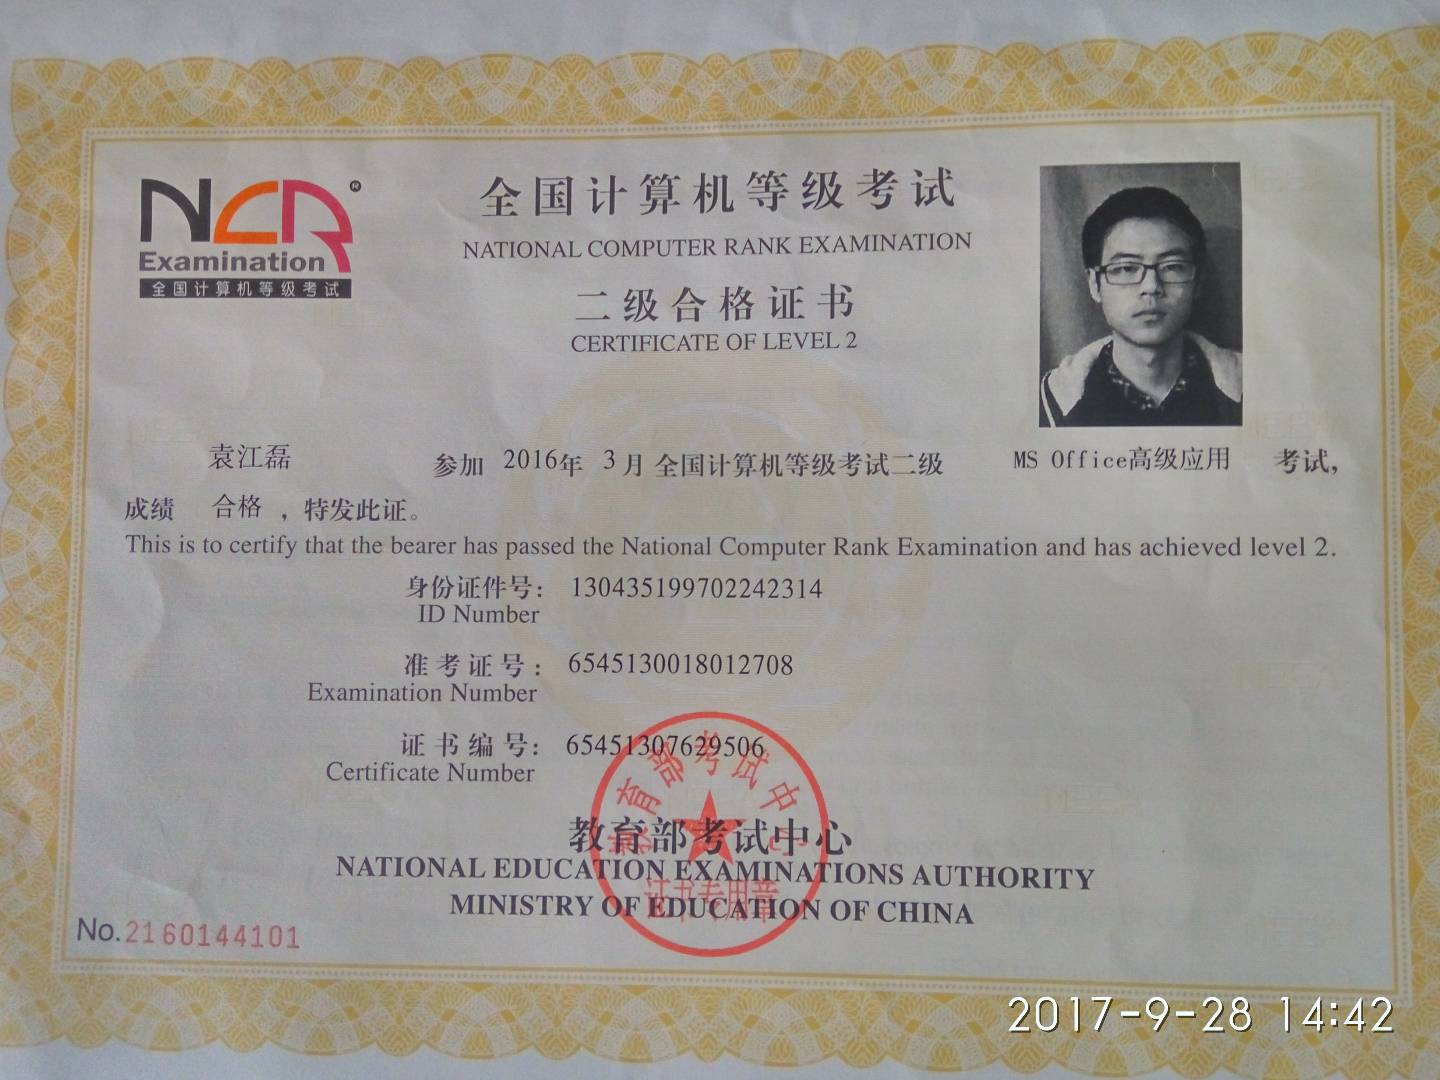 NCR®
Examination
全国计算机等级考试
全国计算机等级考试
NATIONAL COMPUTER RANK EXAMINATION
二级合格证书
CERTIFICATE OF LEVEL 2
袁江磊 参加 2016年 3月 全国计算机等级考试二级 MS Office高级应用 考试，
成绩 合格 ，特发此证。
This is to certify that the bearer has passed the National Computer Rank Examination and has achieved level 2.
身份证件号： 130435199702242314
ID Number
准考证号： 6545130018012708
Examination Number
证书编号： 65451307629506
Certificate Number
教育部考试中心
教育部考试中心
NATIONAL EDUCATION EXAMINATIONS AUTHORITY
证书专用章
MINISTRY OF EDUCATION OF CHINA
No.2160144101
2017-9-28 14:42